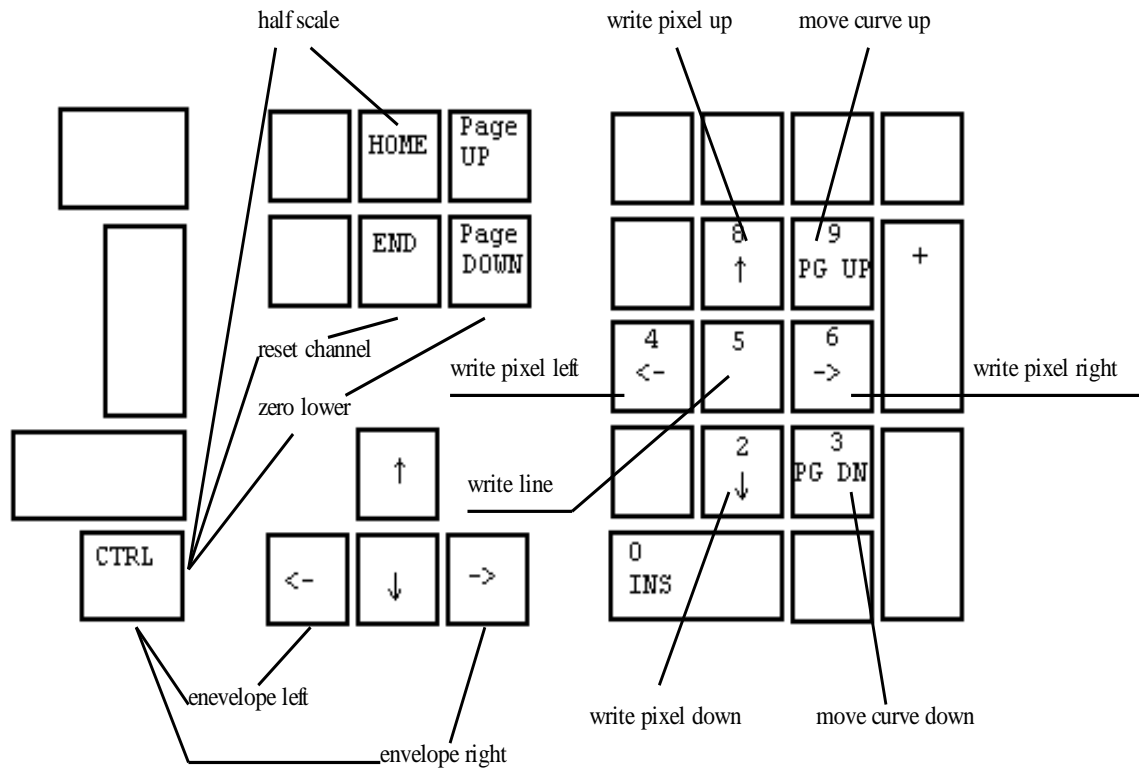 half scale
write pixel up
move curve up
HOME
Page
UP
END
Page
DOWN
8
↑
9
PG UP
+
reset channel
4
<-
5
6
->
write pixel left
write pixel right
zero lower
↑
write line
2
↓
3
PG DN
CTRL
<-
↓
->
0
INS
enevelope left
envelope right
write pixel down
move curve down